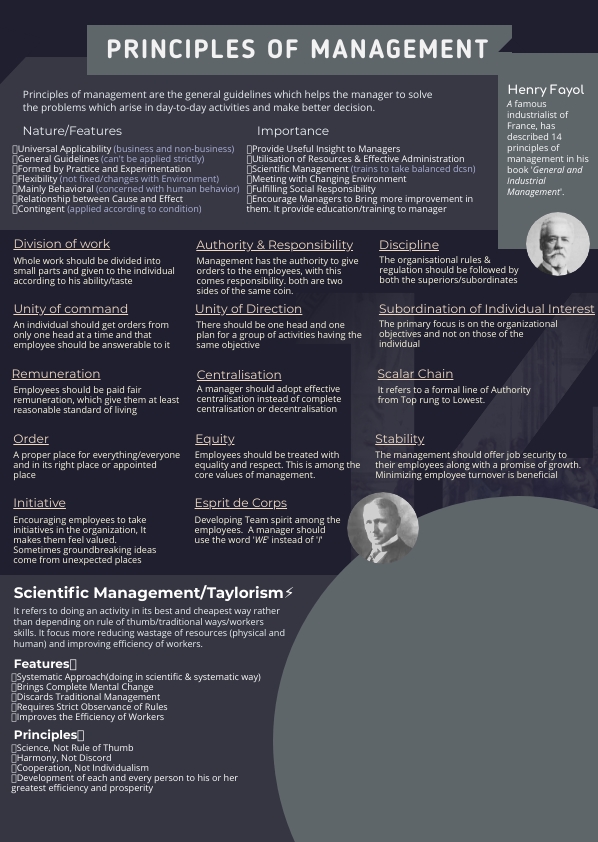 PRINCIPLES OF MANAGEMENT
Principles of management are the general guidelines which helps the manager to solve
the problems which arise in day-to-day activities and make better decision.
Henry Fayol
A famous
industrialist of
France, has
described 14
principles of
management in his
book 'General and
Industrial
Management'.
Nature/Features
Universal Applicability (business and non-business)
General Guidelines (can't be applied strictly)
Formed by Practice and Experimentation
Flexibility (not fixed/changes with Environment)
Mainly Behavioral (concerned with human behavior)
Relationship between Cause and Effect
Contingent (applied according to condition)
Importance
Provide Useful Insight to Managers
Utilisation of Resources & Effective Administration
Scientific Management (trains to take balanced dcsn)
Meeting with Changing Environment
Fulfilling Social Responsibility
Encourage Managers to Bring more improvement in
them. It provide education/training to manager
Division of work
Whole work should be divided into
small parts and given to the individual
according to his ability/taste
Authority & Responsibility
Management has the authority to give
orders to the employees, with this
comes responsibility. both are two
sides of the same coin.
Discipline
The organisational rules &
regulation should be followed by
both the superiors/subordinates
Unity of command
An individual should get orders from
only one head at a time and that
employee should be answerable to it
Unity of Direction
There should be one head and one
plan for a group of activities having the
same objective
Subordination of Individual Interest
The primary focus is on the organizational
objectives and not on those of the
individual
Remuneration
Employees should be paid fair
remuneration, which give them at least
reasonable standard of living
Centralisation
A manager should adopt effective
centralisation instead of complete
centralisation or decentralisation
Scalar Chain
It refers to a formal line of Authority
from Top rung to Lowest.
Order
A proper place for everything/everyone
and in its right place or appointed
place
Equity
Employees should be treated with
equality and respect. This is among the
core values of management.
Stability
The management should offer job security to
their employees along with a promise of growth.
Minimizing employee turnover is beneficial
Initiative
Encouraging employees to take
initiatives in the organization, It
makes them feel valued.
Sometimes groundbreaking ideas
come from unexpected places
Esprit de Corps
Developing Team spirit among the
employees. A manager should
use the word 'WE' instead of 'I'
14
Scientific Management/Taylorism⚡
It refers to doing an activity in its best and cheapest way rather
than depending on rule of thumb/traditional ways/workers
skills. It focus more reducing wastage of resources (physical and
human) and improving efficiency of workers.
Features
Systematic Approach(doing in scientific & systematic way)
Brings Complete Mental Change
Discards Traditional Management
Requires Strict Observance of Rules
Improves the Efficiency of Workers
Principles
Science, Not Rule of Thumb
Harmony, Not Discord
Cooperation, Not Individualism
Development of each and every person to his or her
greatest efficiency and prosperity